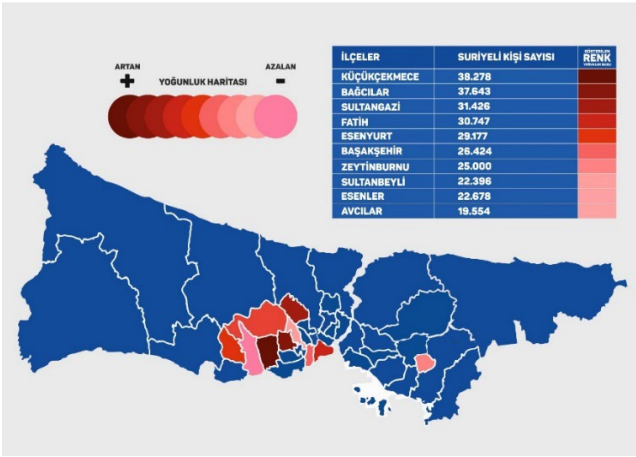 ARTAN
AZALAN
+ YOĞUNLUK HARİTASI -
İLÇELER SURİYELİ KİŞİ SAYISI RENK
KÜÇÜKÇEKMECE 38.278
BAĞCILAR 37.643
SULTANGAZİ 31.426
FATİH 30.747
ESENYURT 29.177
BAŞAKŞEHİR 26.424
ZEYTİNBURNU 25.000
SULTANBEYLİ 22.396
ESENLER 22.678
AVCILAR 19.554